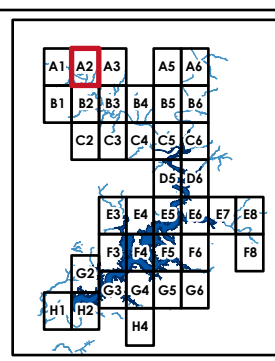 A1 A2 A3 A5 A6
B1 B2 B3 B4 B5 B6
C2 C3 C4 C5 C6
D5 D6
E3 E4 E5 E6 E7 E8
F3 F4 F5 F6 F8
G2
G3 G4 G5 G6
H1 H2
H4